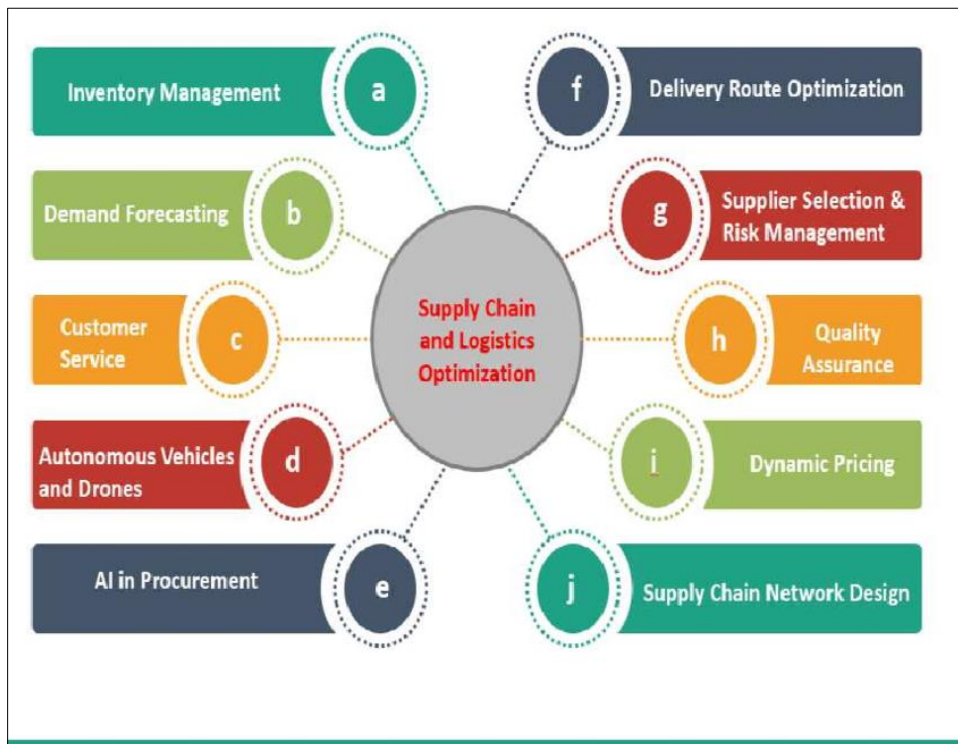 a
Inventory Management
b
Demand Forecasting
c
Customer
Service
d
Autonomous Vehicles
and Drones
e
AI in Procurement
Supply Chain
and Logistics
Optimization
f
Delivery Route Optimization
g
Supplier Selection &
Risk Management
h
Quality
Assurance
i
Dynamic Pricing
j
Supply Chain Network Design